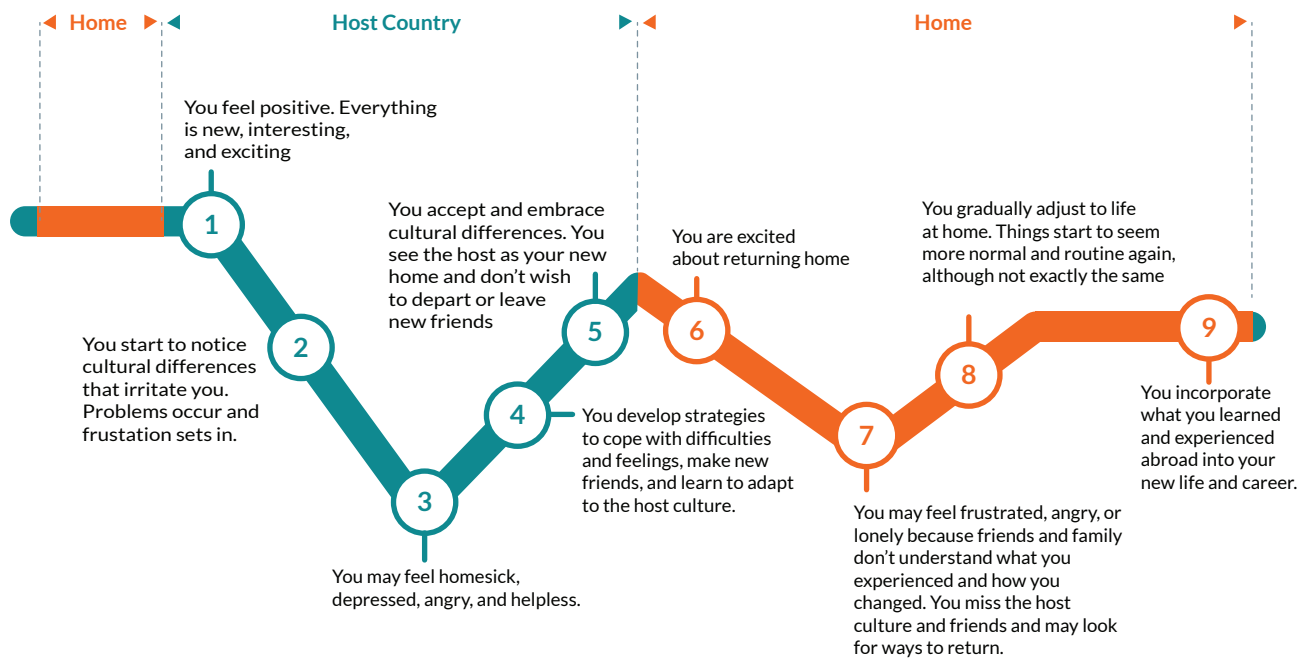 Home
Host Country
Home
You feel positive. Everything
is new, interesting,
and exciting
1
You start to notice
cultural differences
that irritate you.
Problems occur and
frustation sets in.
2
You may feel homesick,
depressed, angry, and helpless.
3
You develop strategies
to cope with difficulties
and feelings, make new
friends, and learn to adapt
to the host culture.
4
You accept and embrace
cultural differences. You
see the host as your new
home and don't wish
to depart or leave
new friends
5
You are excited
about returning home
6
You may feel frustrated, angry, or
lonely because friends and family
don't understand what you
experienced and how you
changed. You miss the host
culture and friends and may look
for ways to return.
7
You gradually adjust to life
at home. Things start to seem
more normal and routine again,
although not exactly the same
8
You incorporate
what you learned
and experienced
abroad into your
new life and career.
9